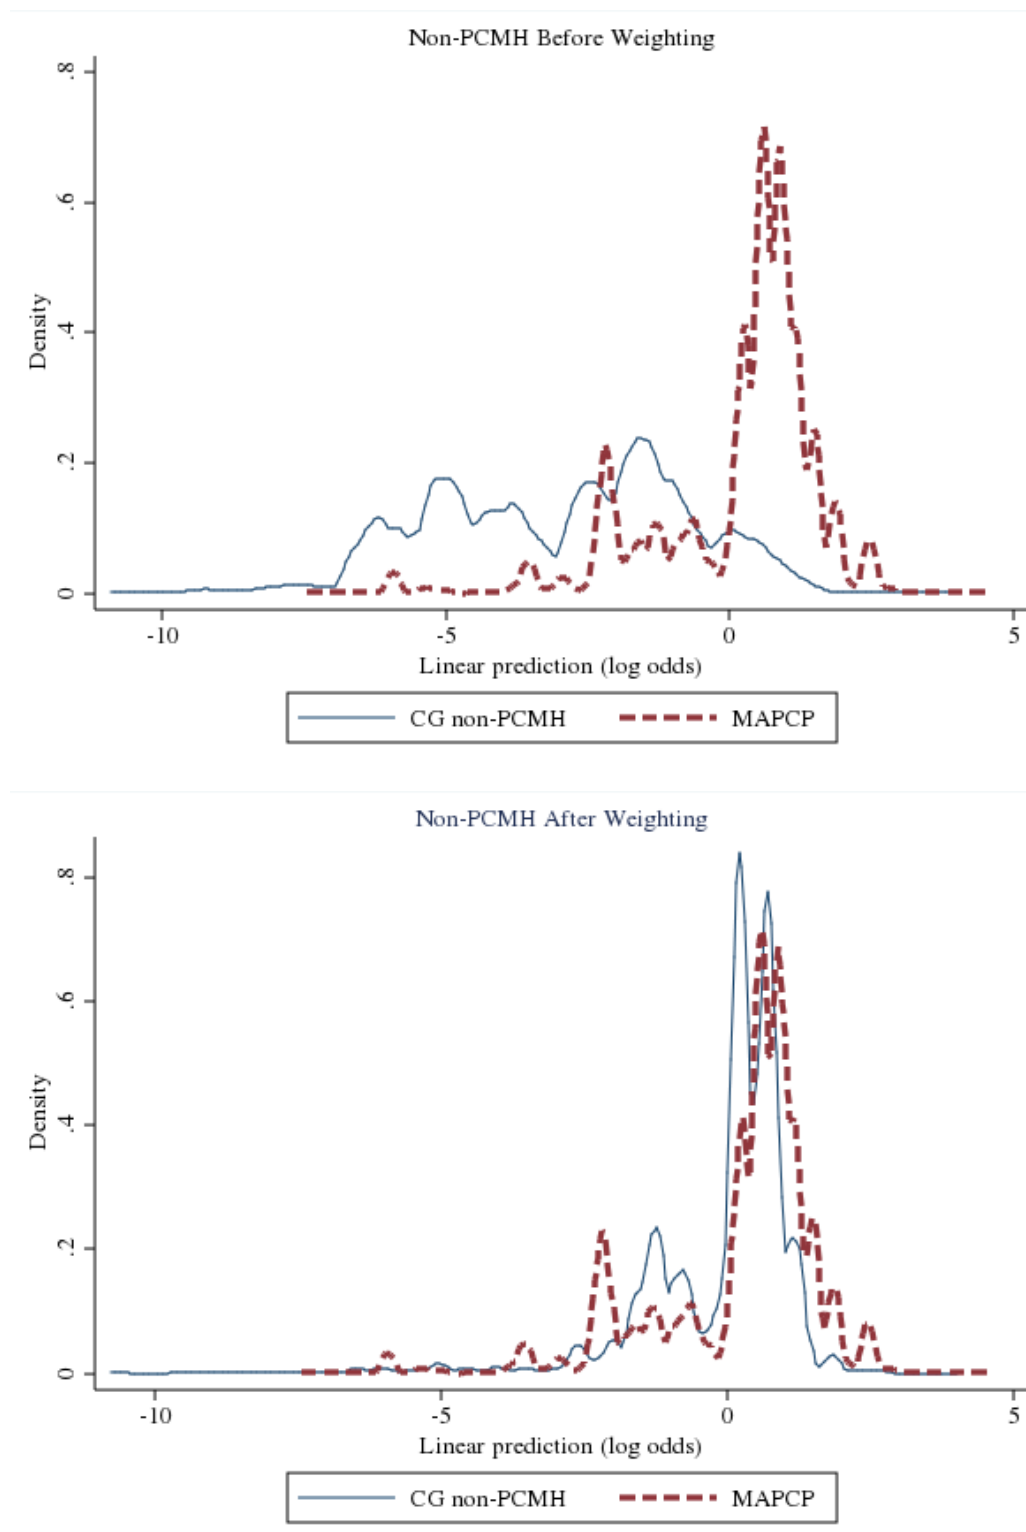 Non-PCMH Before Weighting
.8
.6
.4
.2
0
Density
-10 -5 0 5
Linear prediction (log odds)
CG non-PCMH MAPCP
Non-PCMH After Weighting
.8
.6
.4
.2
0
Density
-10 -5 0 5
Linear prediction (log odds)
CG non-PCMH MAPCP